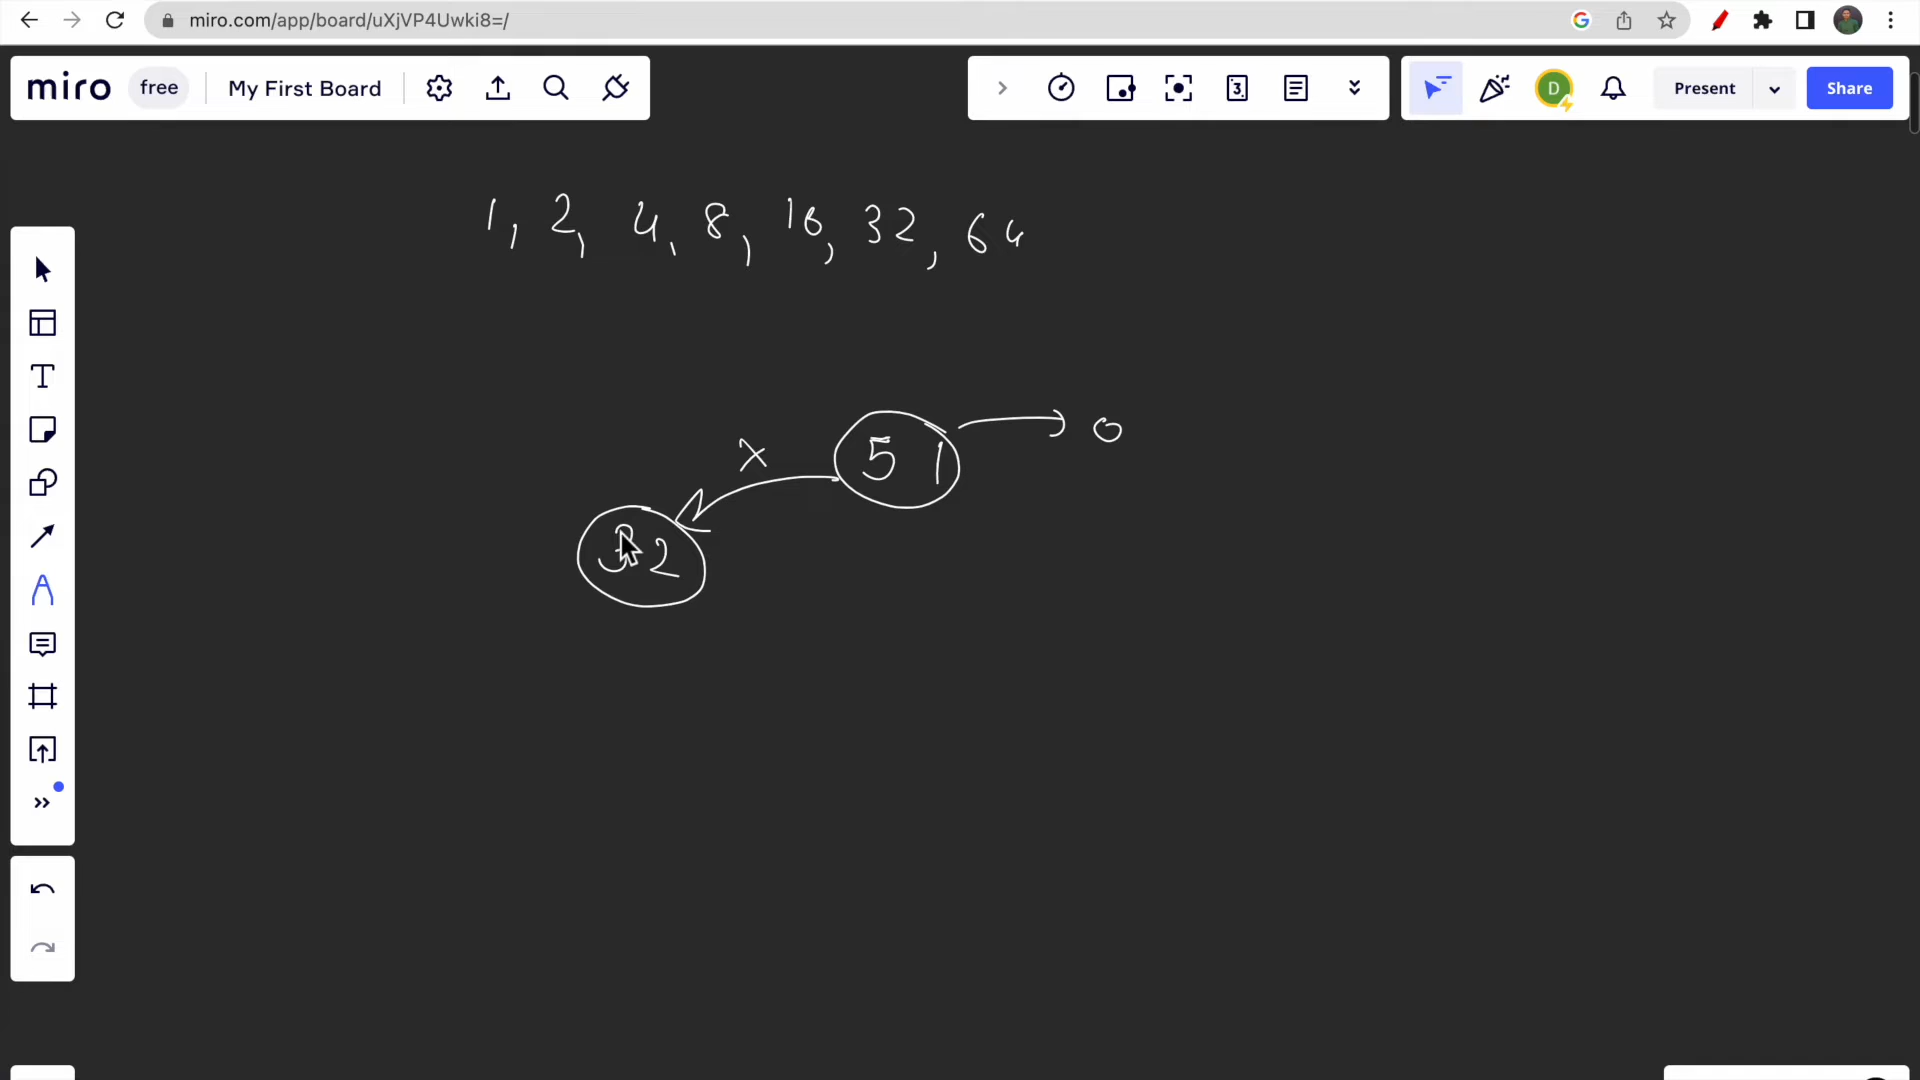 miro.com/app/board/uXjVP4Uwki8=/
miro free My First Board 3 D Present Share
1, 2, 4, 8, 16, 32, 64
x 51 0
32
T